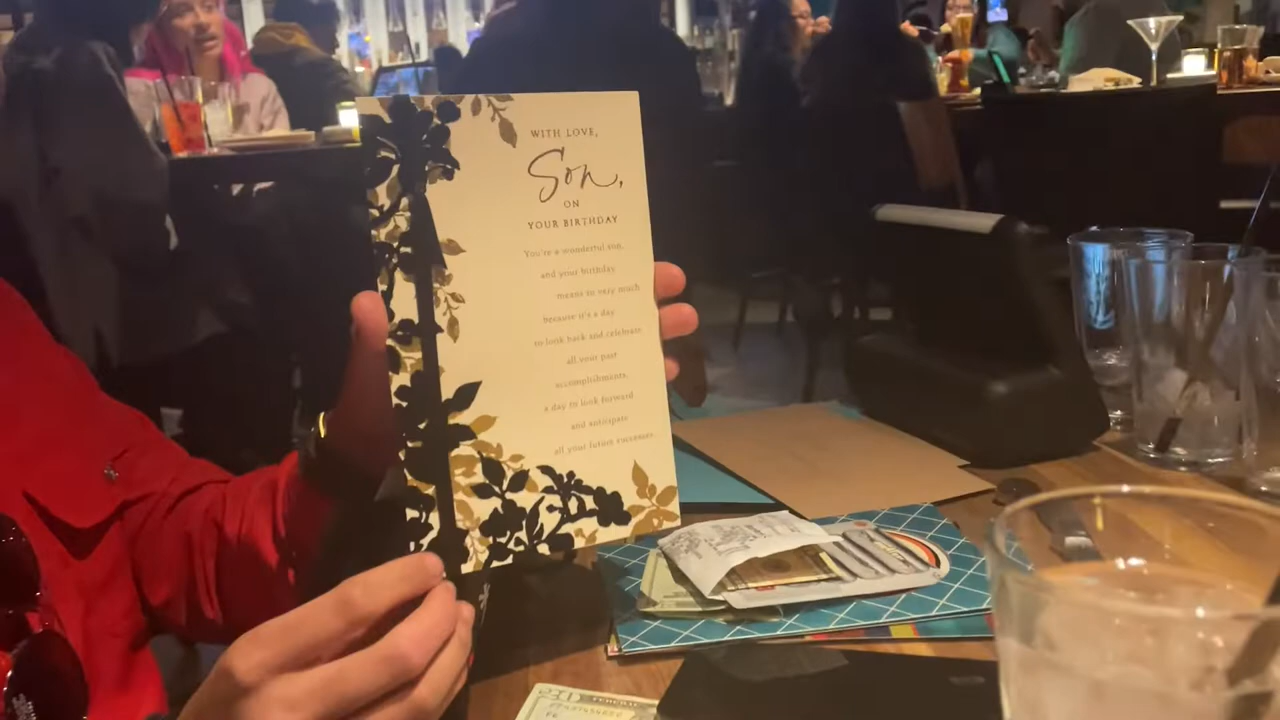 WITH LOVE,
Son,
ON
YOUR BIRTHDAY
You're a wonderful son,
and your birthday
means so very much
because it's a day
to look back and celebrate
all your past
accomplishments,
a day to look forward
and anticipate
all your future successes.